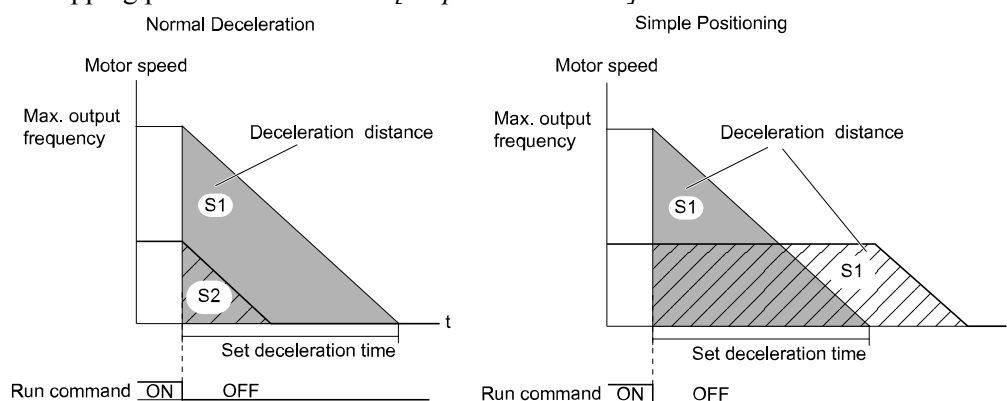 Normal Deceleration
Motor speed
Max. output
frequency
Deceleration distance
S1
S2
t
Set deceleration time
Run command ON OFF
Simple Positioning
Motor speed
Max. output
frequency
Deceleration distance
S1
S1
Set deceleration time
Run command ON OFF